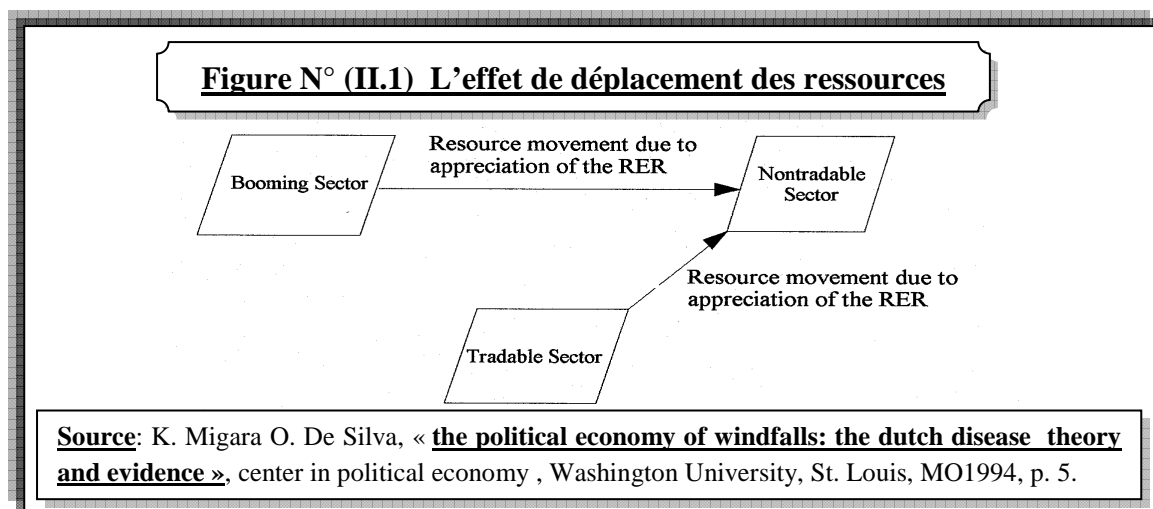 Figure N° (II.1) L'effet de déplacement des ressources
Resource movement due to
appreciation of the RER
Booming Sector
Nontradable
Sector
Resource movement due to
appreciation of the RER
Tradable Sector
Source: K. Migara O. De Silva, « the political economy of windfalls: the dutch disease theory
and evidence », center in political economy , Washington University, St. Louis, MO1994, p. 5.